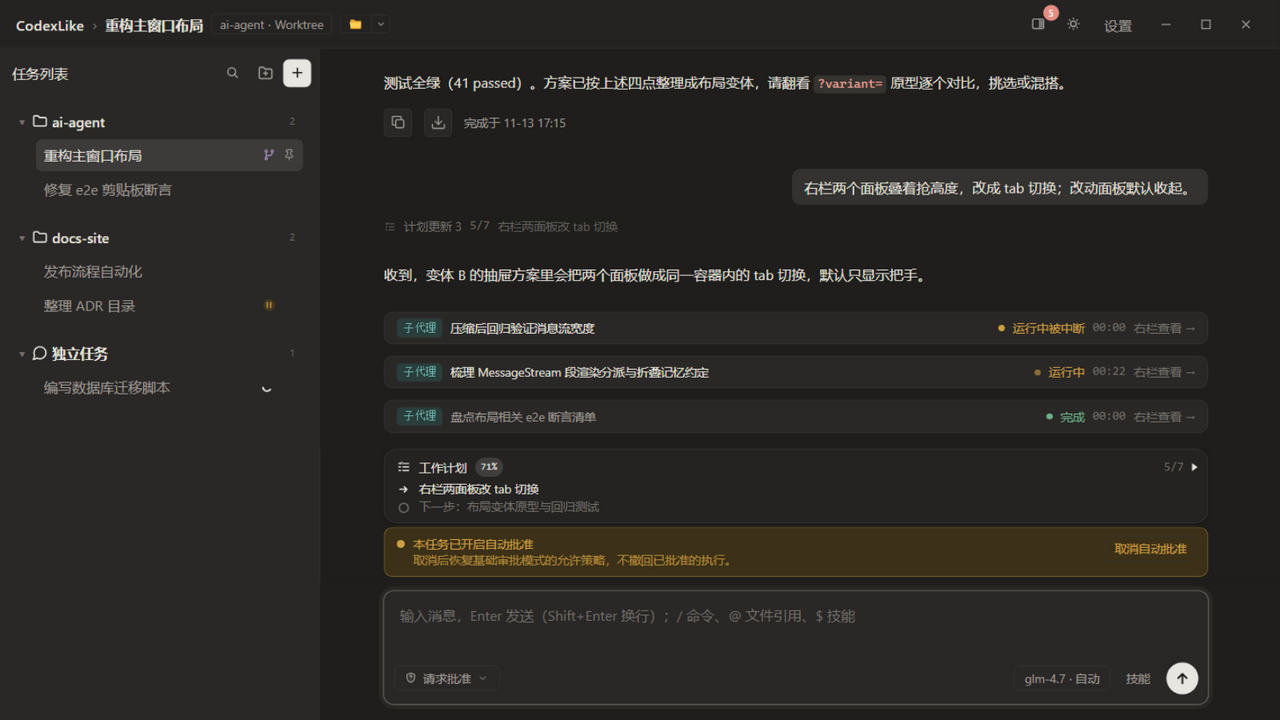 CodexLike › 重构主窗口布局 ai-agent · Worktree
5
设置
任务列表
ai-agent 2
重构主窗口布局
修复 e2e 剪贴板断言
docs-site 2
发布流程自动化
整理 ADR 目录
独立任务 1
编写数据库迁移脚本
测试全绿（41 passed）。方案已按上述四点整理成布局变体，请翻看 ?variant= 原型逐个对比，挑选或混搭。
完成于 11-13 17:15
右栏两个面板叠着抢高度，改成 tab 切换；改动面板默认收起。
计划更新 3 5/7 右栏两面板改 tab 切换
收到，变体 B 的抽屉方案里会把两个面板做成同一容器内的 tab 切换，默认只显示把手。
子代理 压缩后回归验证消息流宽度 运行中被中断 00:00 右栏查看 →
子代理 梳理 MessageStream 段渲染分派与折叠记忆约定 运行中 00:22 右栏查看 →
子代理 盘点布局相关 e2e 断言清单 完成 00:00 右栏查看 →
工作计划 71% 5/7
→ 右栏两面板改 tab 切换
下一步：布局变体原型与回归测试
本任务已开启自动批准
取消后恢复基础审批模式的允许策略，不撤回已批准的执行。
取消自动批准
输入消息，Enter 发送（Shift+Enter 换行）；/ 命令、@ 文件引用、$ 技能
请求批准 glm-4.7 · 自动 技能